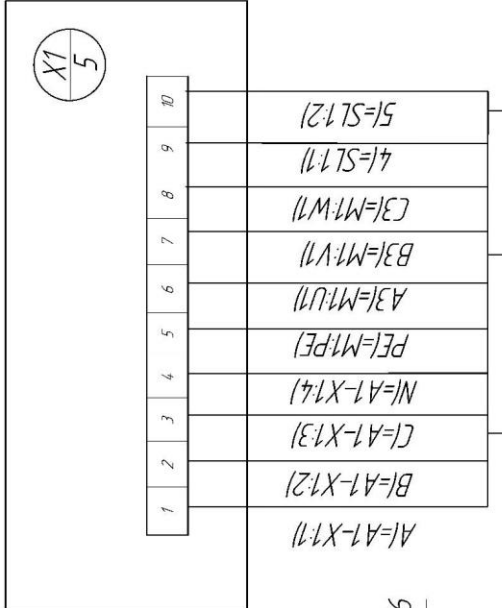 X1
5
10
9
8
7
6
5
4
3
2
1
5(=SL1:2)
4(=SL1:1)
C3(=M1:W1)
B3(=M1:V1)
A3(=M1:U1)
PE(=M1:PE)
N(=A1-X1:4)
C(=A1-X1:3)
B(=A1-X1:2)
A(=A1-X1:1)